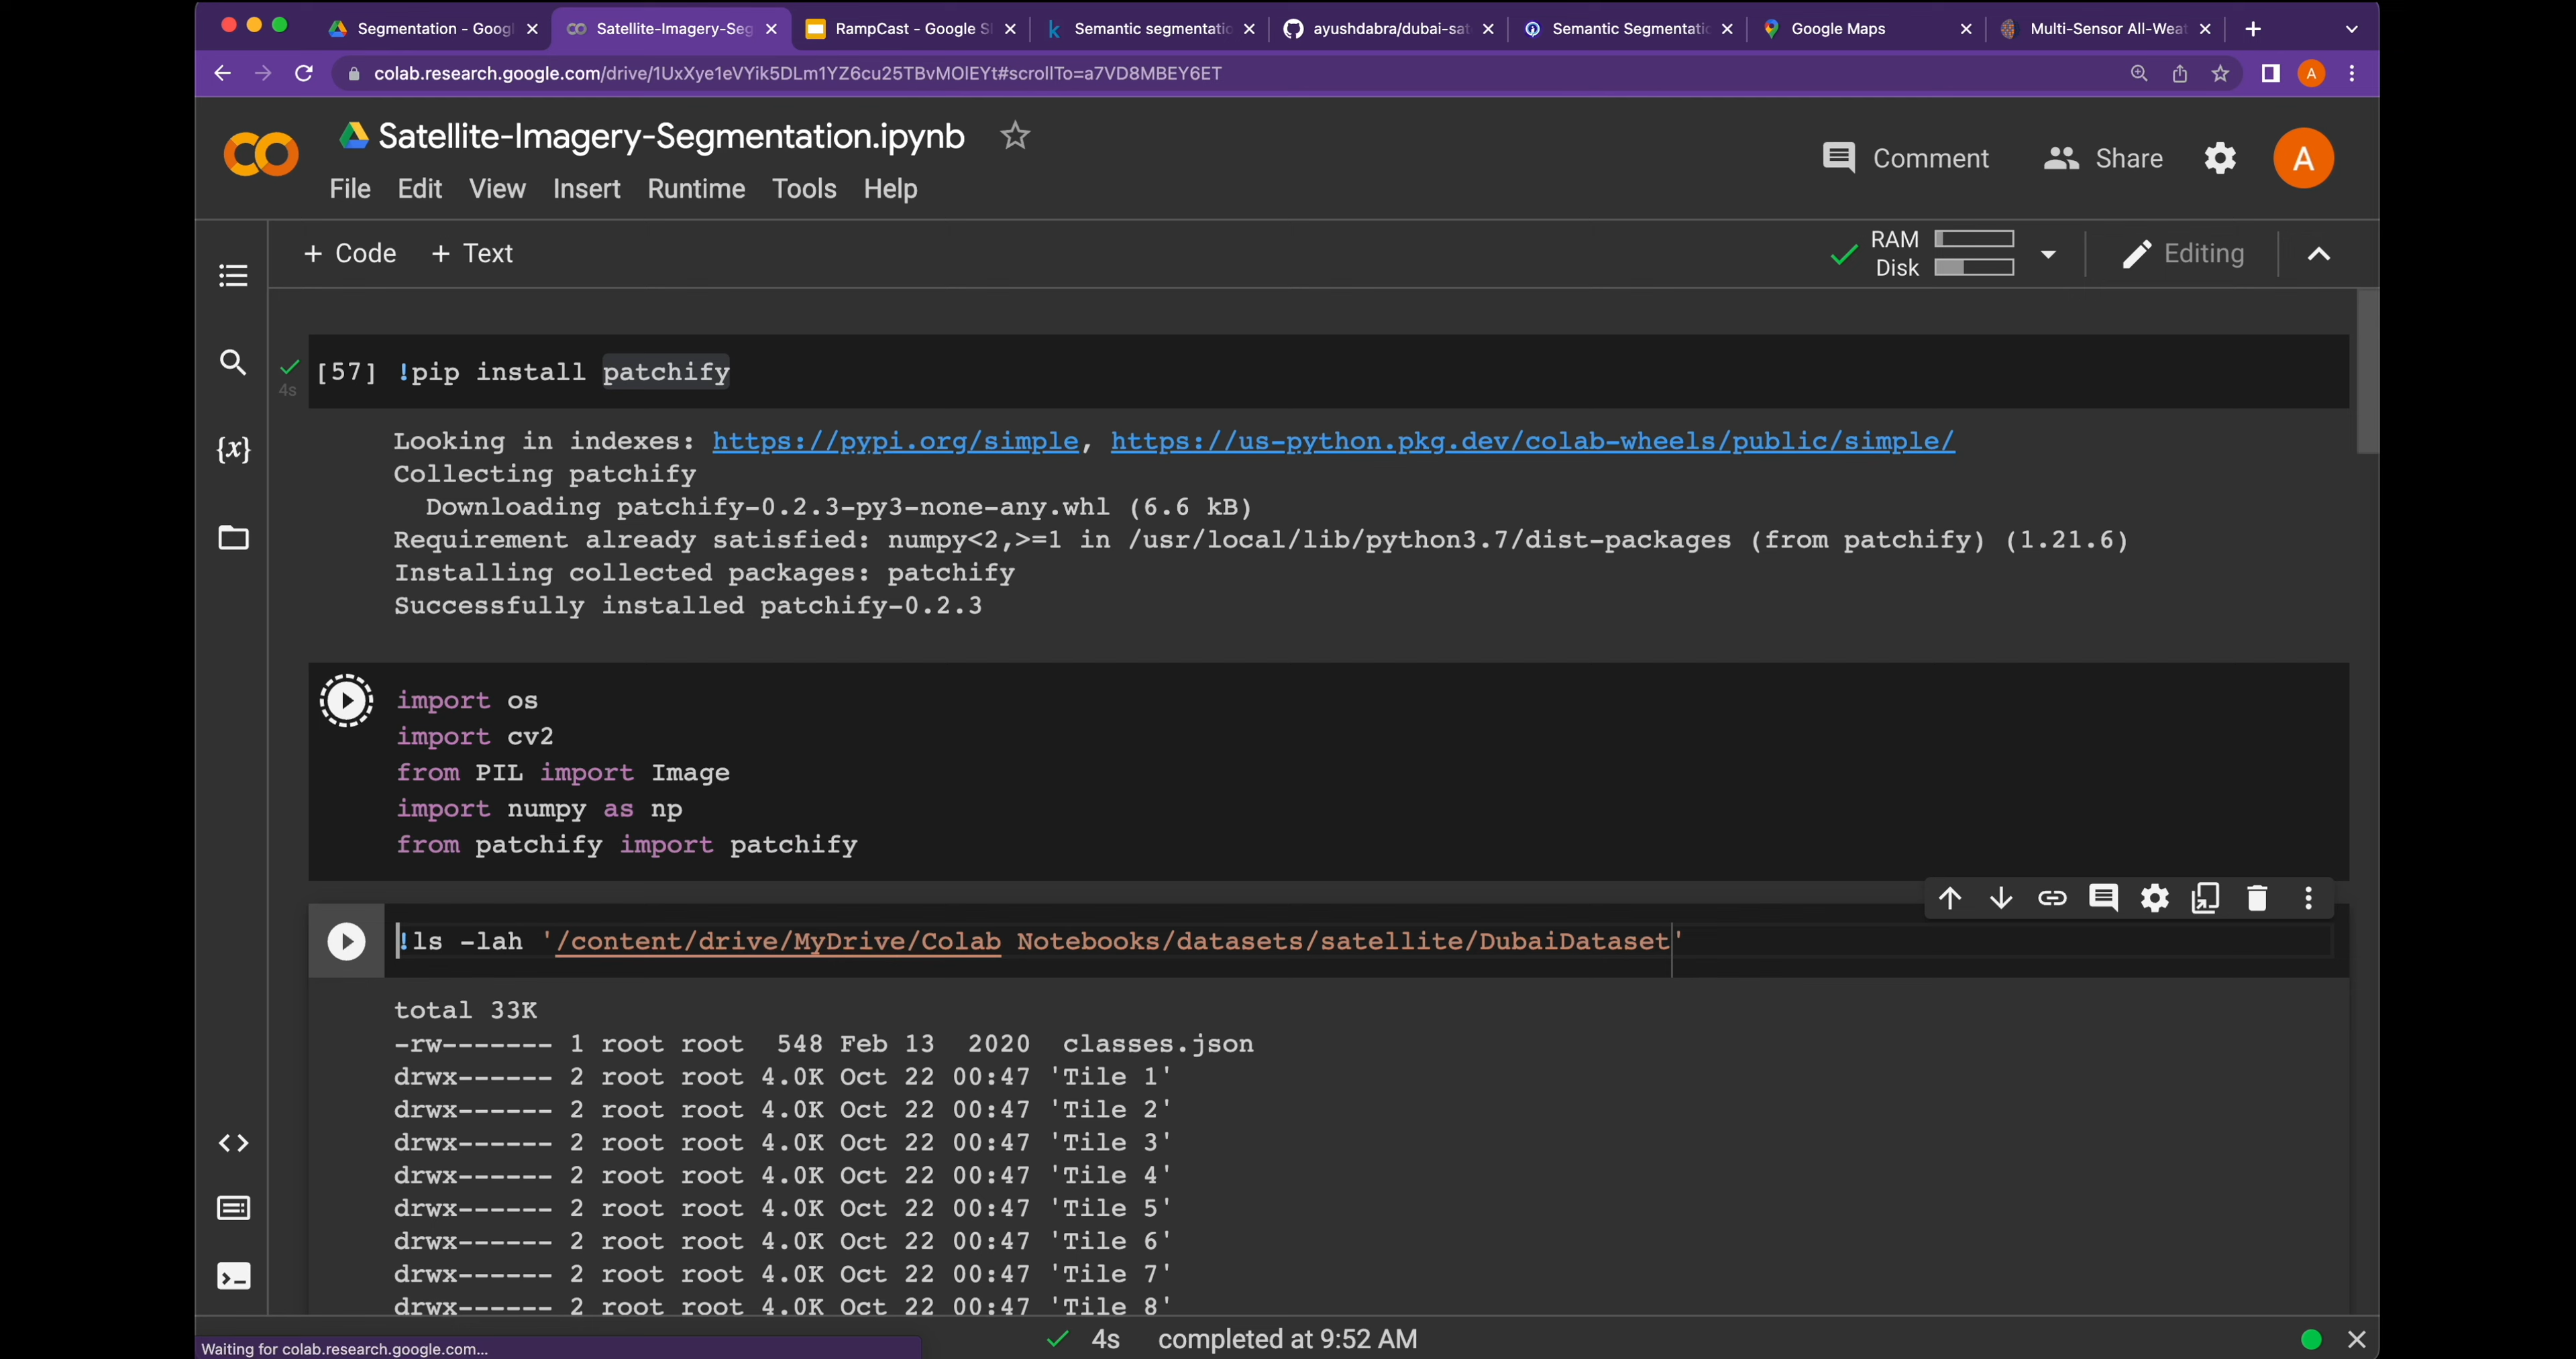 Segmentation - Googl
Satellite-Imagery-Seg
RampCast - Google Sl
Semantic segmentatio
ayushdabra/dubai-sat
Semantic Segmentatio
Google Maps
Multi-Sensor All-Weat
colab.research.google.com/drive/1UxXye1eVYik5DLm1YZ6cu25TBvMOlEYt#scrollTo=a7VD8MBEY6ET
A
Satellite-Imagery-Segmentation.ipynb
Comment
Share
A
File Edit View Insert Runtime Tools Help
+ Code + Text
RAM
Disk
Editing
[57] !pip install patchify
4s
Looking in indexes: https://pypi.org/simple, https://us-python.pkg.dev/colab-wheels/public/simple/
Collecting patchify
Downloading patchify-0.2.3-py3-none-any.whl (6.6 kB)
Requirement already satisfied: numpy<2,>=1 in /usr/local/lib/python3.7/dist-packages (from patchify) (1.21.6)
Installing collected packages: patchify
Successfully installed patchify-0.2.3
{x}
import os
import cv2
from PIL import Image
import numpy as np
from patchify import patchify
!ls -lah '/content/drive/MyDrive/Colab Notebooks/datasets/satellite/DubaiDataset'
total 33K
-rw------- 1 root root 548 Feb 13 2020 classes.json
drwx------ 2 root root 4.0K Oct 22 00:47 'Tile 1'
drwx------ 2 root root 4.0K Oct 22 00:47 'Tile 2'
drwx------ 2 root root 4.0K Oct 22 00:47 'Tile 3'
drwx------ 2 root root 4.0K Oct 22 00:47 'Tile 4'
drwx------ 2 root root 4.0K Oct 22 00:47 'Tile 5'
drwx------ 2 root root 4.0K Oct 22 00:47 'Tile 6'
drwx------ 2 root root 4.0K Oct 22 00:47 'Tile 7'
drwx------ 2 root root 4.0K Oct 22 00:47 'Tile 8'
4s completed at 9:52 AM
Waiting for colab.research.google.com...